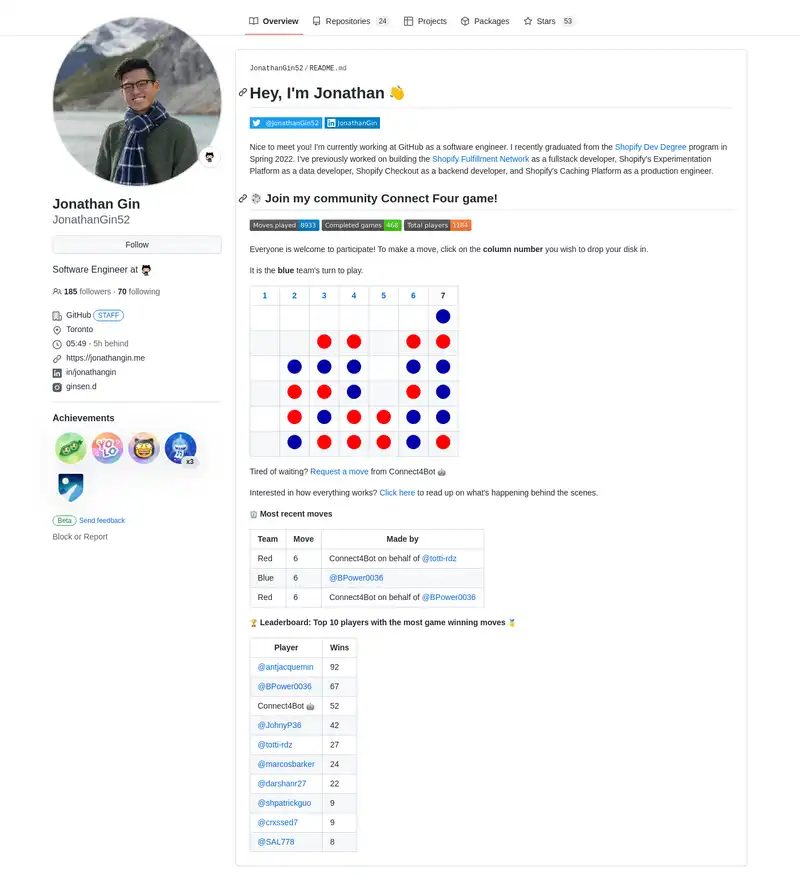 Overview
Repositories 24
Projects
Packages
Stars 53
JonathanGin52/README.md
Hey, I'm Jonathan 👋
@JonathanGin52 JonathanGin
Nice to meet you! I'm currently working at GitHub as a software engineer. I recently graduated from the Shopify Dev Degree program in
Spring 2022. I've previously worked on building the Shopify Fulfillment Network as a fullstack developer, Shopify's Experimentation
Platform as a data developer, Shopify Checkout as a backend developer, and Shopify's Caching Platform as a production engineer.
Jonathan Gin
JonathanGin52
Follow
Software Engineer at
185 followers · 70 following
GitHub STAFF
Toronto
05:49 - 5h behind
https://jonathangin.me
in/jonathangin
ginsen.d
Achievements
YO LO
x3
Beta Send feedback
Block or Report
Join my community Connect Four game!
Moves played 8933 Completed games 468 Total players 1184
Everyone is welcome to participate! To make a move, click on the column number you wish to drop your disk in.
It is the blue team's turn to play.
1 2 3 4 5 6 7
Tired of waiting? Request a move from Connect4Bot 🤖
Interested in how everything works? Click here to read up on what's happening behind the scenes.
Most recent moves
Team Move Made by
Red 6 Connect4Bot on behalf of @totti-rdz
Blue 6 @BPower0036
Red 6 Connect4Bot on behalf of @BPower0036
🏆 Leaderboard: Top 10 players with the most game winning moves 🏅
Player Wins
@antjacquemin 92
@BPower0036 67
Connect4Bot 🤖 52
@JohnyP36 42
@totti-rdz 27
@marcosbarker 24
@darshanr27 22
@shpatrickguo 9
@crxssed7 9
@SAL778 8